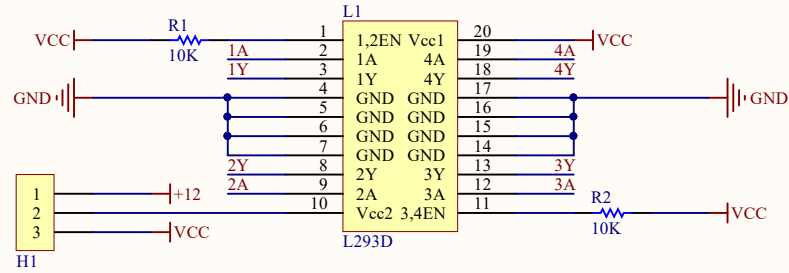 L1
R1
VCC
10K
1
1,2EN
Vcc1
20
VCC
1A
2
1A
4A
19
4A
1Y
3
1Y
4Y
18
4Y
GND
4
GND
GND
17
GND
5
GND
GND
16
6
GND
GND
15
7
GND
GND
14
2Y
8
2Y
3Y
13
3Y
2A
9
2A
3A
12
3A
10
Vcc2
3,4EN
11
R2
10K
VCC
L293D
1
+12
2
3
VCC
H1